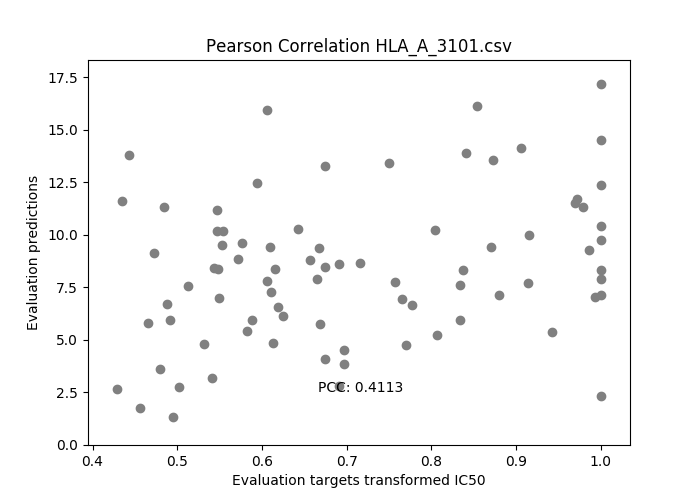 Pearson Correlation HLA_A_3101.csv
17.5
15.0
12.5
10.0
7.5
5.0
2.5
0.0
Evaluation predictions
PCC: 0.4113
0.4 0.5 0.6 0.7 0.8 0.9 1.0
Evaluation targets transformed IC50